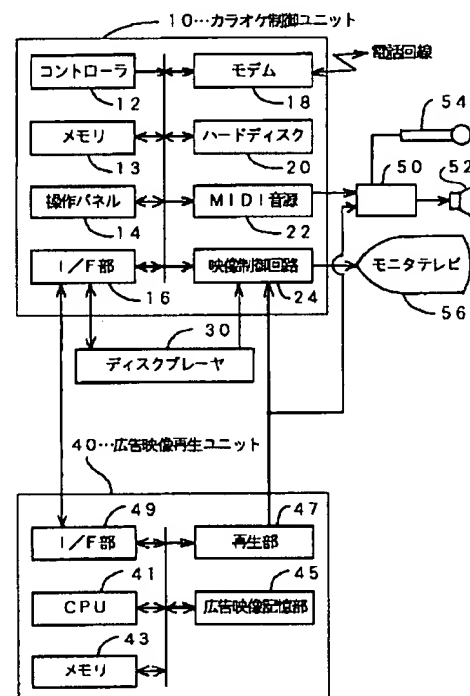 10…カラオケ制御ユニット
コントローラ
12
モデム
18
電話回線
メモリ
13
ハードディスク
20
54
操作パネル
14
MIDI音源
22
50
52
I/F部
16
映像制御回路
24
モニタテレビ
56
30
ディスクプレーヤ
40…広告映像再生ユニット
49
I/F部
47
再生部
41
CPU
45
広告映像記憶部
43
メモリ